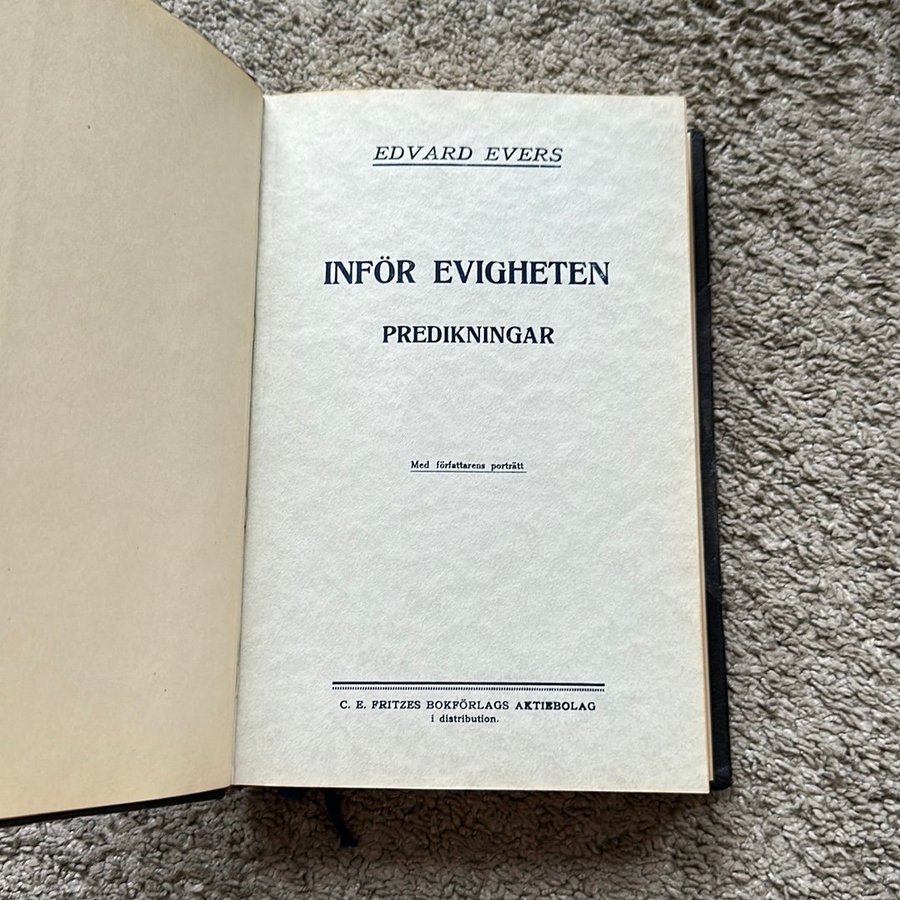 EDVARD EVERS
INFÖR EVIGHETEN
PREDIKNINGAR
Med författarens porträtt
C. E. FRITZES BOKFÖRLAGS AKTIEBOLAG
i distribution.